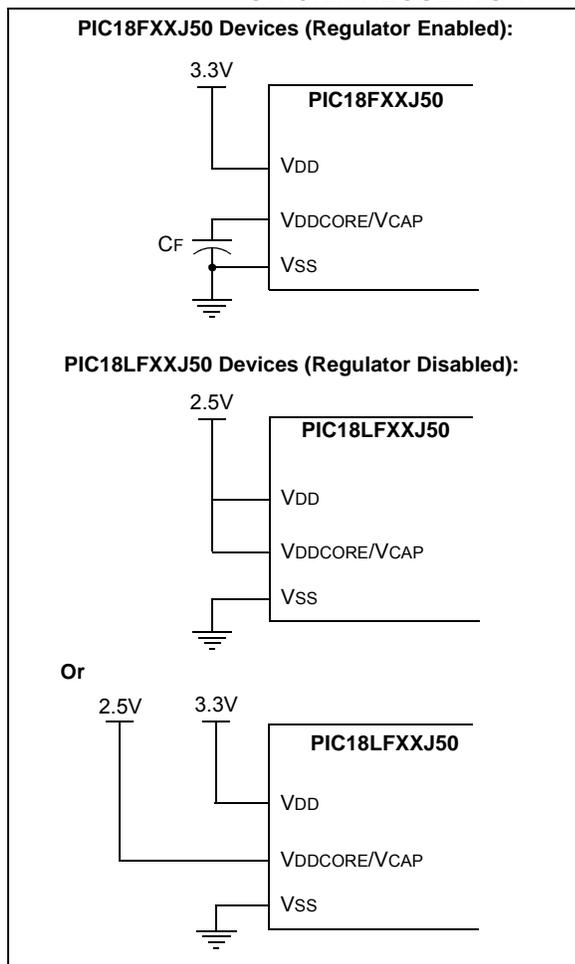 PIC18FXXJ50 Devices (Regulator Enabled):
3.3V
PIC18FXXJ50
VDD
VDDCORE/VCAP
CF
VSS
PIC18LFXXJ50 Devices (Regulator Disabled):
2.5V
PIC18LFXXJ50
VDD
VDDCORE/VCAP
VSS
Or
2.5V 3.3V
PIC18LFXXJ50
VDD
VDDCORE/VCAP
VSS